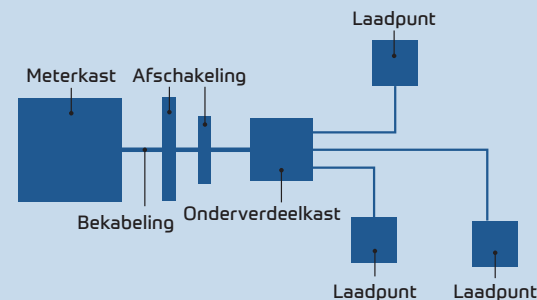 Laadpunt
Meterkast
Afschakeling
Bekabeling
Onderverdeelkast
Laadpunt
Laadpunt